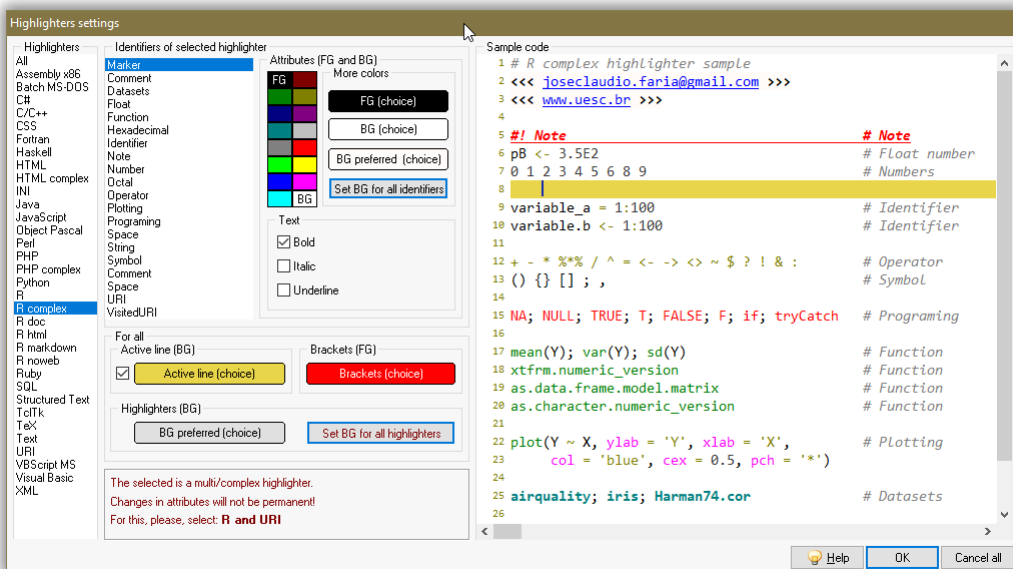 Highlighters settings
Highlighters
All
Assembly x86
Batch MS-DOS
C#
C/C++
CSS
Fortran
Haskell
HTML
HTML complex
INI
Java
JavaScript
Object Pascal
Perl
PHP
PHP complex
Python
R
R complex
R doc
R html
R markdown
R noweb
Ruby
SQL
Structured Text
TclTk
TeX
Text
URI
VBScript MS
Visual Basic
XML
Identifiers of selected highlighter
Marker
Comment
Datasets
Float
Function
Hexadecimal
Identifier
Note
Number
Octal
Operator
Plotting
Programing
Space
String
Symbol
Comment
Space
URI
VisitedURI
Attributes (FG and BG)
FG
BG
More colors
FG (choice)
BG (choice)
BG preferred (choice)
Set BG for all identifiers
Text
Bold
Italic
Underline
For all
Active line (BG)
Active line (choice)
Brackets (FG)
Brackets (choice)
Highlighters (BG)
BG preferred (choice)
Set BG for all highlighters
The selected is a multi/complex highlighter.
Changes in attributes will not be permanent!
For this, please, select: R and URI
Sample code
1 # R complex highlighter sample
2 <<< joseclaudio.faria@gmail.com >>>
3 <<< www.uesc.br >>>
4
5 #! Note # Note
6 pB <- 3.5E2 # Float number
7 0 1 2 3 4 5 6 8 9 # Numbers
8
9 variable_a = 1:100 # Identifier
10 variable.b <- 1:100 # Identifier
11
12 + - * %*% / ^ = <- -> <> ~ $ ? ! & : # Operator
13 () {} [] ; , # Symbol
14
15 NA; NULL; TRUE; T; FALSE; F; if; tryCatch # Programing
16
17 mean(Y); var(Y); sd(Y) # Function
18 xtfrm.numeric_version # Function
19 as.data.frame.model.matrix # Function
20 as.character.numeric_version # Function
21
22 plot(Y ~ X, ylab = 'Y', xlab = 'X', # Plotting
23 col = 'blue', cex = 0.5, pch = '*')
24
25 airquality; iris; Harman74.cor # Datasets
26
Help
OK
Cancel all